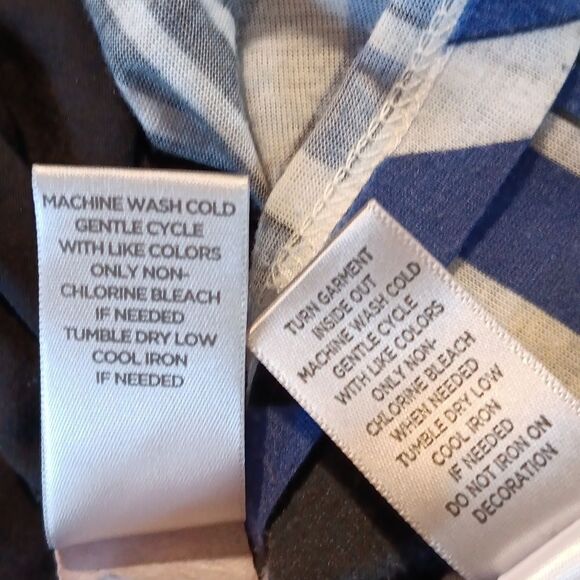 MACHINE WASH COLD
GENTLE CYCLE
WITH LIKE COLORS
ONLY NON-
CHLORINE BLEACH
IF NEEDED
TUMBLE DRY LOW
COOL IRON
IF NEEDED
TURN GARMENT
INSIDE OUT
MACHINE WASH COLD
GENTLE CYCLE
WITH LIKE COLORS
ONLY NON-
CHLORINE BLEACH
WHEN NEEDED
TUMBLE DRY LOW
COOL IRON
IF NEEDED
DO NOT IRON ON
DECORATION